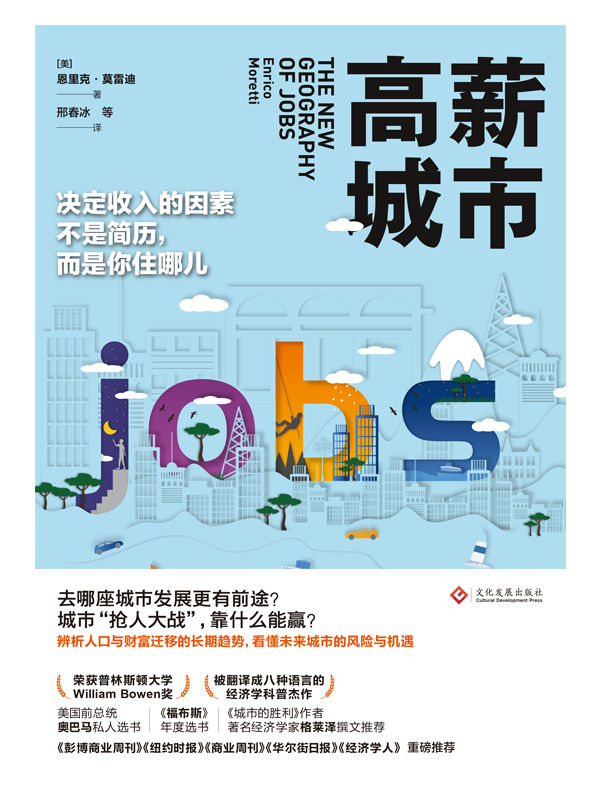 [美]
恩里克·莫雷迪
著
邢春冰 等
译
THE NEW
GEOGRAPHY
OF JOBS
Enrico
Moretti
高薪
城市
决定收入的因素
不是简历，
而是你住哪儿
jobs
去哪座城市发展更有前途？
城市“抢人大战”，靠什么能赢？
辨析人口与财富迁移的长期趋势，看懂未来城市的风险与机遇
文化发展出版社
Cultural Development Press
荣获普林斯顿大学
William Bowen奖
被翻译成八种语言的
经济学科普杰作
美国前总统
奥巴马私人选书
《福布斯》
年度选书
《城市的胜利》作者
著名经济学家格莱泽撰文推荐
《彭博商业周刊》《纽约时报》《商业周刊》《华尔街日报》《经济学人》 重磅推荐